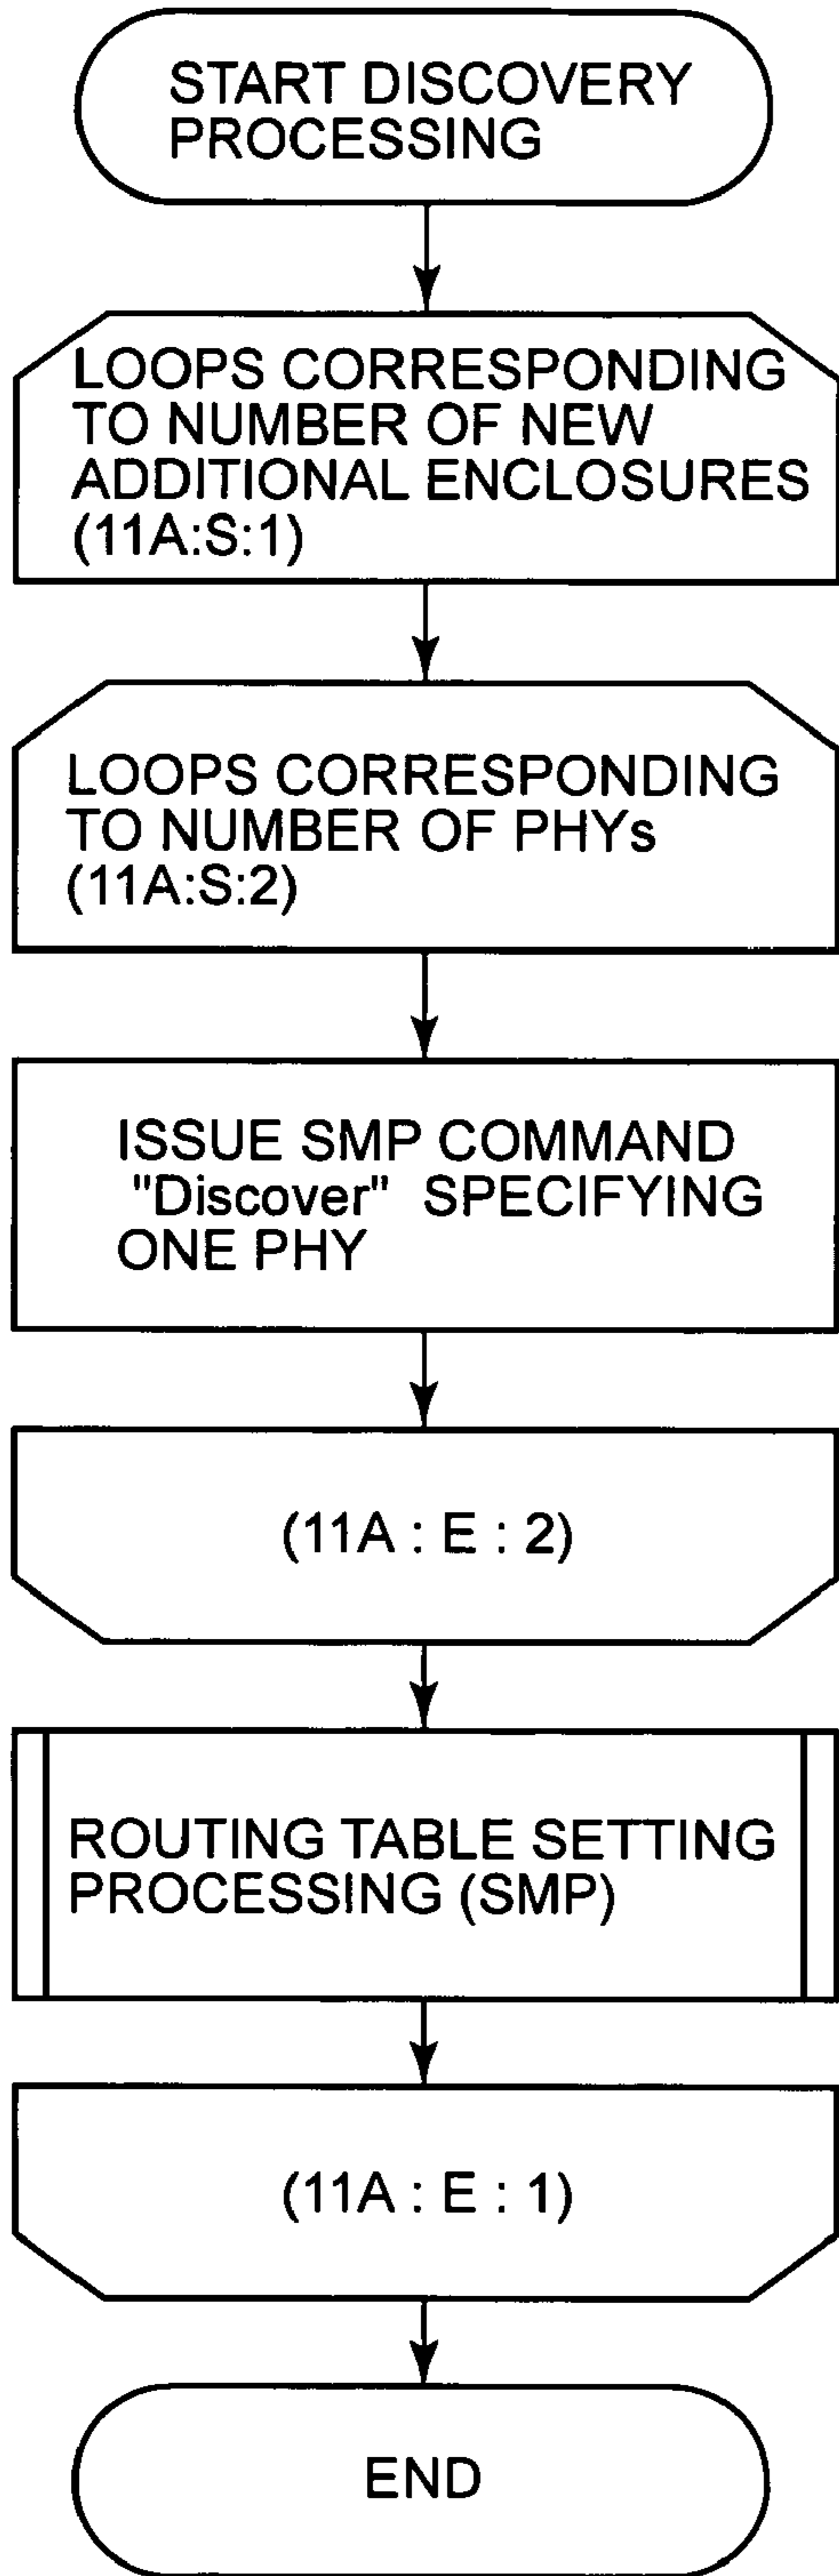 START DISCOVERY
PROCESSING
LOOPS CORRESPONDING
TO NUMBER OF NEW
ADDITIONAL ENCLOSURES
(11A:S:1)
LOOPS CORRESPONDING
TO NUMBER OF PHYs
(11A:S:2)
ISSUE SMP COMMAND
"Discover" SPECIFYING
ONE PHY
(11A : E : 2)
ROUTING TABLE SETTING
PROCESSING (SMP)
(11A : E : 1)
END